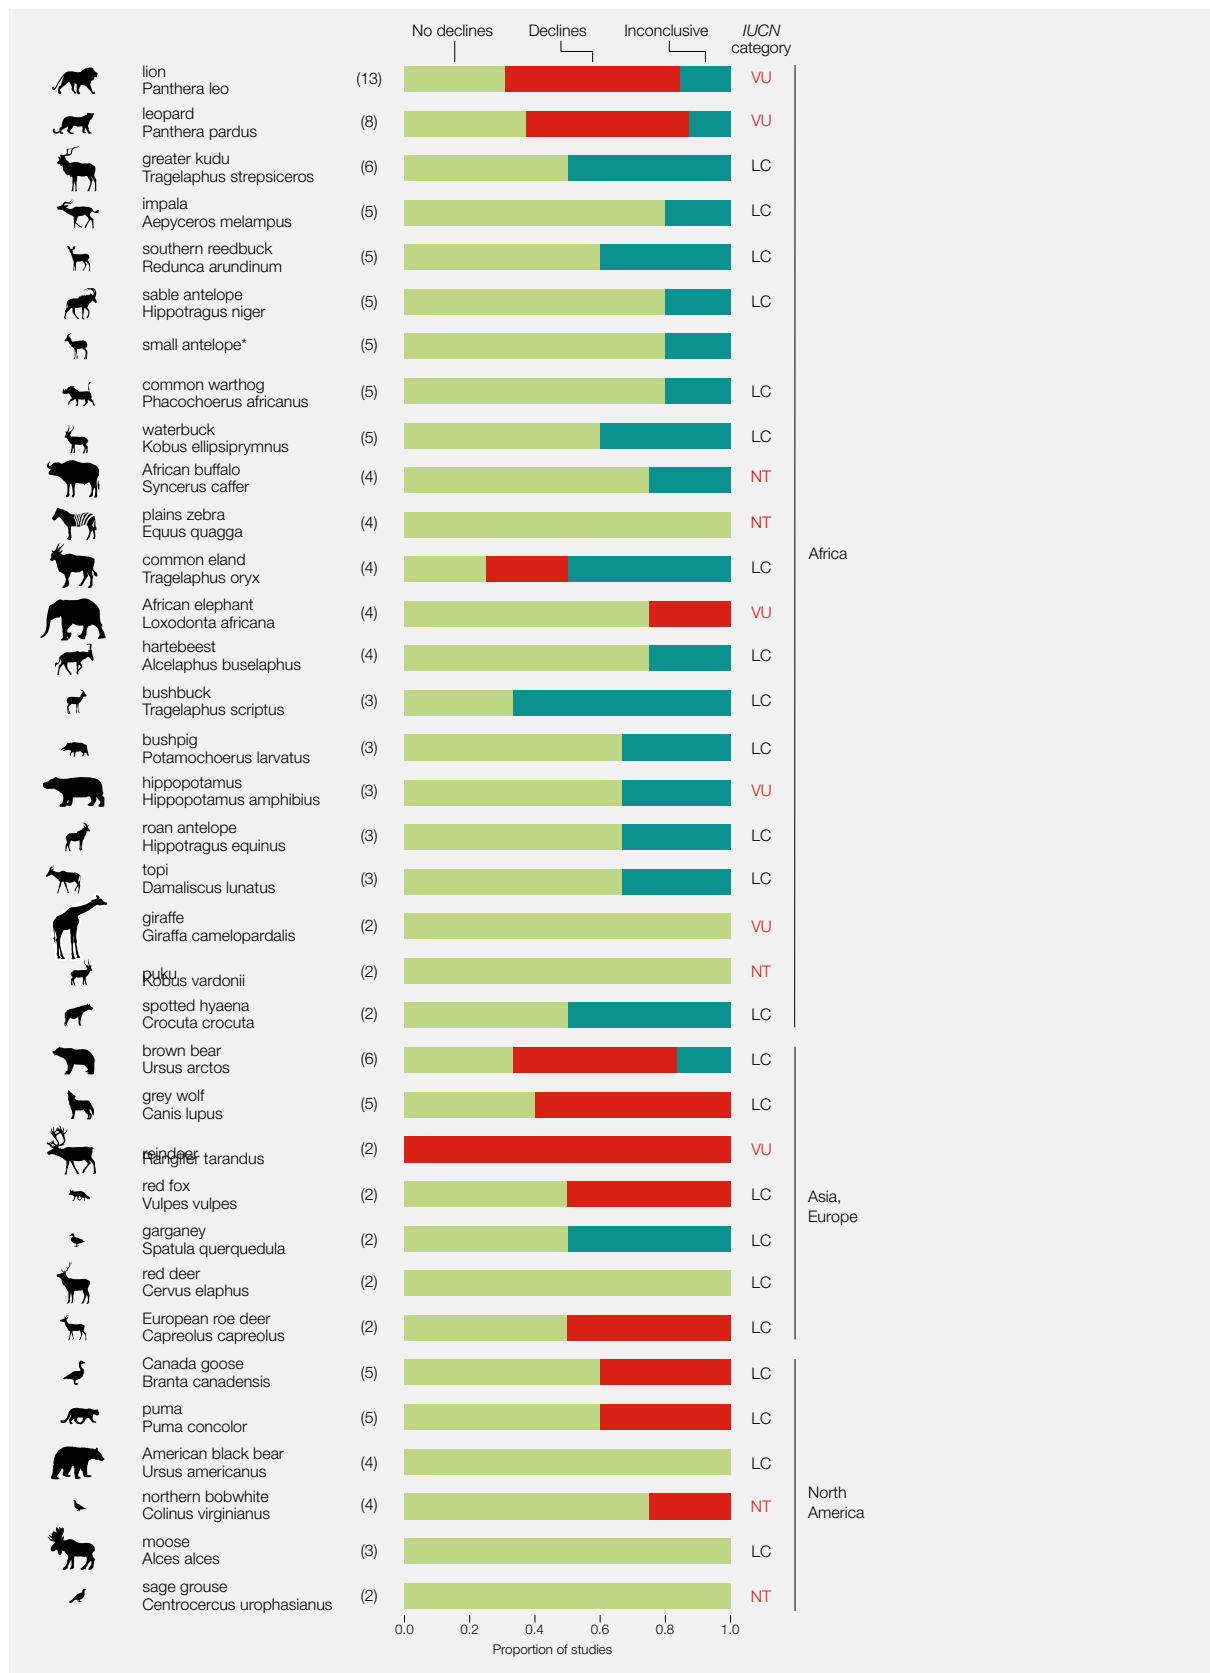 No declines Declines Inconclusive IUCN
category
lion
Panthera leo
(13)
VU
leopard
Panthera pardus
(8)
VU
greater kudu
Tragelaphus strepsiceros
(6)
LC
impala
Aepyceros melampus
(5)
LC
southern reedbuck
Redunca arundinum
(5)
LC
sable antelope
Hippotragus niger
(5)
LC
small antelope*
(5)
common warthog
Phacochoerus africanus
(5)
LC
waterbuck
Kobus ellipsiprymnus
(5)
LC
African buffalo
Syncerus caffer
(4)
NT
plains zebra
Equus quagga
(4)
NT
common eland
Tragelaphus oryx
(4)
LC
African elephant
Loxodonta africana
(4)
VU
hartebeest
Alcelaphus buselaphus
(4)
LC
bushbuck
Tragelaphus scriptus
(3)
LC
bushpig
Potamochoerus larvatus
(3)
LC
hippopotamus
Hippopotamus amphibius
(3)
VU
roan antelope
Hippotragus equinus
(3)
LC
topi
Damaliscus lunatus
(3)
LC
giraffe
Giraffa camelopardalis
(2)
VU
puku
Kobus vardonii
(2)
NT
spotted hyaena
Crocuta crocuta
(2)
LC
Africa
brown bear
Ursus arctos
(6)
LC
grey wolf
Canis lupus
(5)
LC
reindeer
Rangifer tarandus
(2)
VU
red fox
Vulpes vulpes
(2)
LC
garganey
Spatula querquedula
(2)
LC
red deer
Cervus elaphus
(2)
LC
European roe deer
Capreolus capreolus
(2)
LC
Asia,
Europe
Canada goose
Branta canadensis
(5)
LC
puma
Puma concolor
(5)
LC
American black bear
Ursus americanus
(4)
LC
northern bobwhite
Colinus virginianus
(4)
NT
moose
Alces alces
(3)
LC
sage grouse
Centrocercus urophasianus
(2)
NT
North
America
0.0 0.2 0.4 0.6 0.8 1.0
Proportion of studies